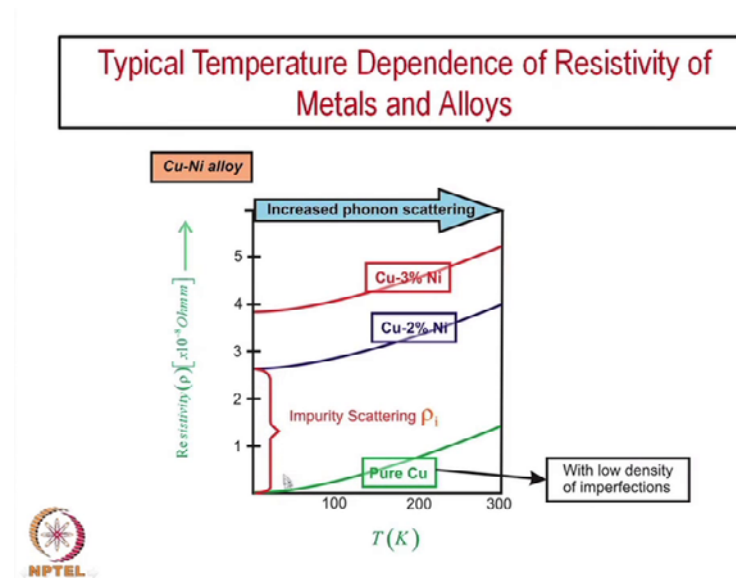 Typical Temperature Dependence of Resistivity of
Metals and Alloys
Cu-Ni alloy
Increased phonon scattering
Resistivity(ρ)[x10⁻⁸Ohmm]
5
4
3
2
1
Cu-3% Ni
Cu-2% Ni
Impurity Scattering ρi
Pure Cu
With low density
of imperfections
100 200 300
T(K)
NPTEL